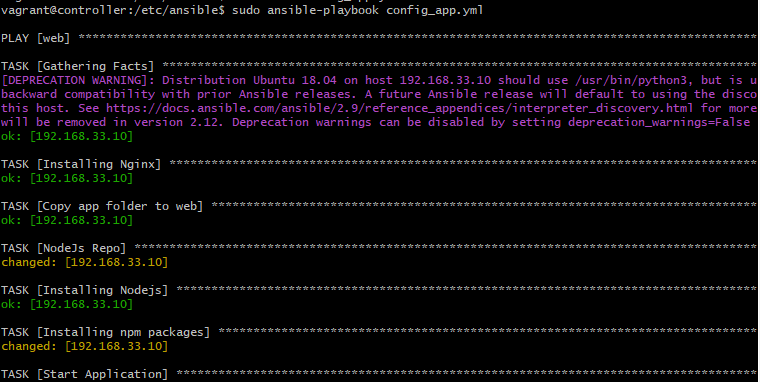 vagrant@controller:/etc/ansible$ sudo ansible-playbook config_app.yml
PLAY [web] *************************************************************************************************
TASK [Gathering Facts] *************************************************************************************
[DEPRECATION WARNING]: Distribution Ubuntu 18.04 on host 192.168.33.10 should use /usr/bin/python3, but is u
backward compatibility with prior Ansible releases. A future Ansible release will default to using the disco
this host. See https://docs.ansible.com/ansible/2.9/reference_appendices/interpreter_discovery.html for more
will be removed in version 2.12. Deprecation warnings can be disabled by setting deprecation_warnings=False
ok: [192.168.33.10]
TASK [Installing Nginx] ************************************************************************************
ok: [192.168.33.10]
TASK [Copy app folder to web] ******************************************************************************
ok: [192.168.33.10]
TASK [NodeJs Repo] *****************************************************************************************
changed: [192.168.33.10]
TASK [Installing Nodejs] ***********************************************************************************
ok: [192.168.33.10]
TASK [Installing npm packages] *****************************************************************************
changed: [192.168.33.10]
TASK [Start Application] ***********************************************************************************